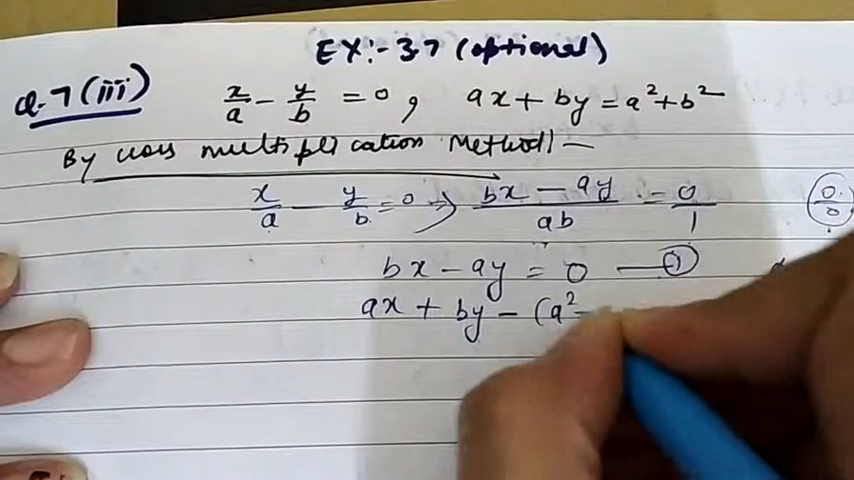 EX:- 3.7 (optional)
Q.7 (iii) x/a - y/b = 0, ax + by = a² + b²
By cross multiplication Method :-
x/a - y/b = 0 ⇒ (bx - ay)/ab = 0/1
0/0
bx - ay = 0 —①
ax + by - (a² -